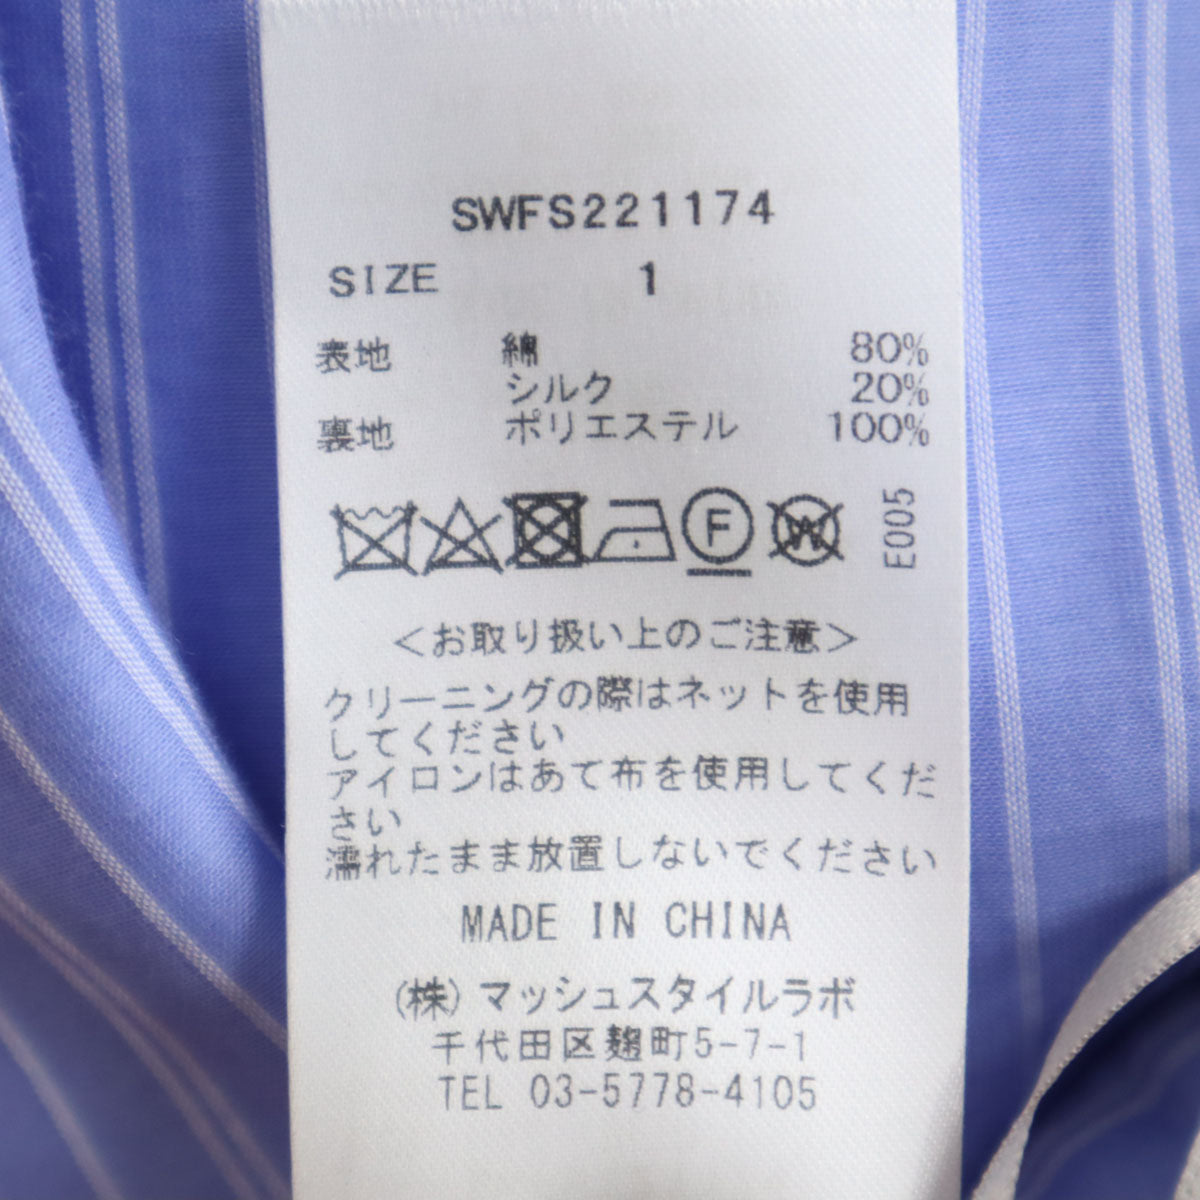 SWFS221174
SIZE 1
表地 綿 80%
シルク 20%
裏地 ポリエステル 100%
F W E005
＜お取り扱い上のご注意＞
クリーニングの際はネットを使用
してください
アイロンはあて布を使用してくだ
さい
濡れたまま放置しないでください
MADE IN CHINA
(株) マッシュスタイルラボ
千代田区麹町5-7-1
TEL 03-5778-4105